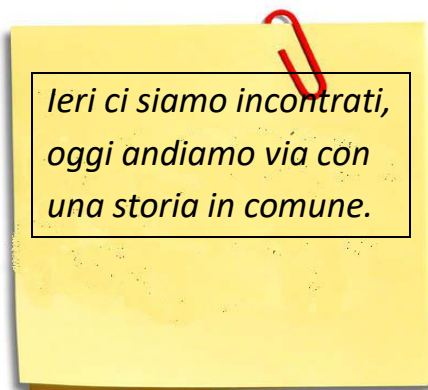 Ieri ci siamo incontrati,
oggi andiamo via con
una storia in comune.